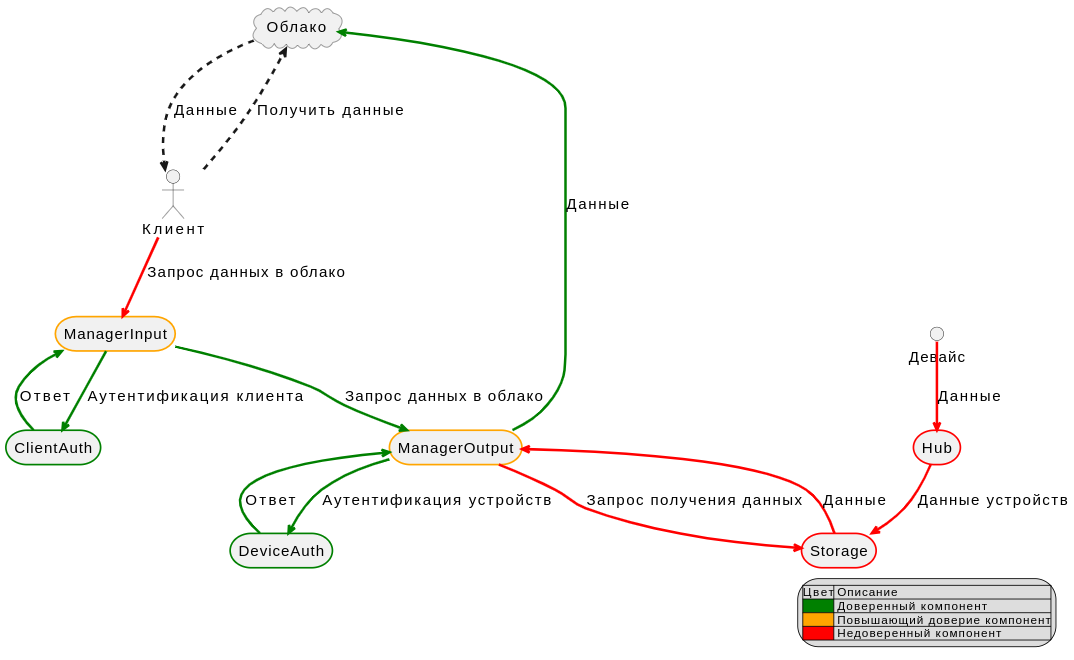 Облако
Данные
Получить данные
Данные
Клиент
Запрос данных в облако
ManagerInput
Девайс
Ответ
Аутентификация клиента
Запрос данных в облако
Данные
ClientAuth
ManagerOutput
Hub
Ответ
Аутентификация устройств
Запрос получения данных
Данные
Данные устройств
DeviceAuth
Storage
Цвет Описание
Доверенный компонент
Повышающий доверие компонент
Недоверенный компонент